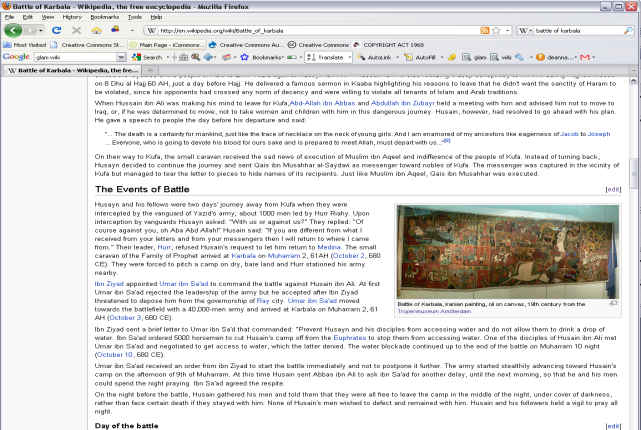 Battle of Karbala - Wikipedia, the free encyclopedia - Mozilla Firefox
File Edit View History Bookmarks Tools Help
http://en.wikipedia.org/wiki/Battle_of_karbala
battle of karbala
Most Visited Creative Comments St... Main Page - iCommons... Creative Commons Au... Creative Commons COPYRIGHT ACT 1968
Google glam wiki Search Bookmarks AutoLink AutoFill glam wiki deanna...
Battle of Karbala - Wikipedia, the fre...
on 8 Dhu al Hajj 60 AH, just a day before Hajj. He delivered a famous sermon in Kaaba highlighting his reasons to leave that he didn't want the sanctity of Haram to
be violated, since his opponents had crossed any norm of decency and were willing to violate all tenants of Islam and Arab traditions.
When Hussain ibn Ali was making his mind to leave for Kufa,Abd-Allah ibn Abbas and Abdullah ibn Zubayr held a meeting with him and advised him not to move to
Iraq, or, if he was determined to move, not to take women and children with him in this dangerous journey. Husain, however, had resolved to go ahead with his plan.
He gave a speech to people the day before his departure and said:
"... The death is a certainty for mankind, just like the trace of necklace on the neck of young girls. And I am enamored of my ancestors like eagerness of Jacob to Joseph
... Everyone, who is going to devote his blood for ours sake and is prepared to meet Allah, must depart with us..."
On their way to Kufa, the small caravan received the sad news of execution of Muslim ibn Aqeel and indifference of the people of Kufa. Instead of turning back,
Husayn decided to continue the journey and sent Qais ibn Musahhar al-Saydaw as messenger toward nobles of Kufa. The messenger was captured in the vicinity of
Kufa but managed to tear the letter to pieces to hide names of its recipients. Just like Muslim ibn Aqeel, Qais ibn Musahhar was executed.
The Events of Battle [edit]
Husayn and his fellows were two days' journey away from Kufa when they were
intercepted by the vanguard of Yazid's army; about 1000 men led by Hurr Riahy. Upon
interception by vanguards Husayn asked: "With us or against us?" They replied: "Of
course against you, oh Aba Abd Allah!" Husain said: "If you are different from what I
received from your letters and from your messengers then I will return to where I came
from." Their leader, Hurr, refused Husain's request to let him return to Medina. The small
caravan of the Family of Prophet arrived at Karbala on Muharram 2, 61AH (October 2, 680
CE). They were forced to pitch a camp on dry, bare land and Hurr stationed his army
nearby.
Battle of Karbala, iranian painting, oil on canvas, 19th century from the
Tropenmuseum Amsterdam
Ibn Ziyad appointed Umar ibn Sa'ad to command the battle against Husain ibn Ali. At first
Umar ibn Sa'ad rejected the leadership of the army but he accepted after Ibn Ziyad
threatened to depose him from the governorship of Ray city. Umar ibn Sa'ad moved
towards the battlefield with a 40,000-men army and arrived at Karbala on Muharram 2, 61
AH (October 3, 680 CE).
Ibn Ziyad sent a brief letter to Umar ibn Sa'd that commanded: "Prevent Husayn and his disciples from accessing water and do not allow them to drink a drop of
water. Ibn Sa'ad ordered 5000 horsemen to cut Husain's camp off from the Euphrates to stop them from accessing water. One of the disciples of Husain ibn Ali met
Umar ibn Sa'ad and negotiated to get access to water, which the latter denied. The water blockade continued up to the end of the battle on Muharram 10 night
(October 10, 680 CE).
Umar ibn Sa'ad received an order from ibn Ziyad to start the battle immediately and not to postpone it further. The army started stealthily advancing toward Husain's
camp on the afternoon of 9th of Muharram. At this time Husain sent Abbas ibn Ali to ask ibn Sa'ad for another delay, until the next morning, so that he and his men
could spend the night praying. Ibn Sa'ad agreed the respite.
On the night before the battle, Husain gathered his men and told them that they were all free to leave the camp in the middle of the night, under cover of darkness,
rather than face certain death if they stayed with him. None of Husain's men wished to defect and remained with him. Husain and his followers held a vigil to pray all
night.
Day of the battle [edit]